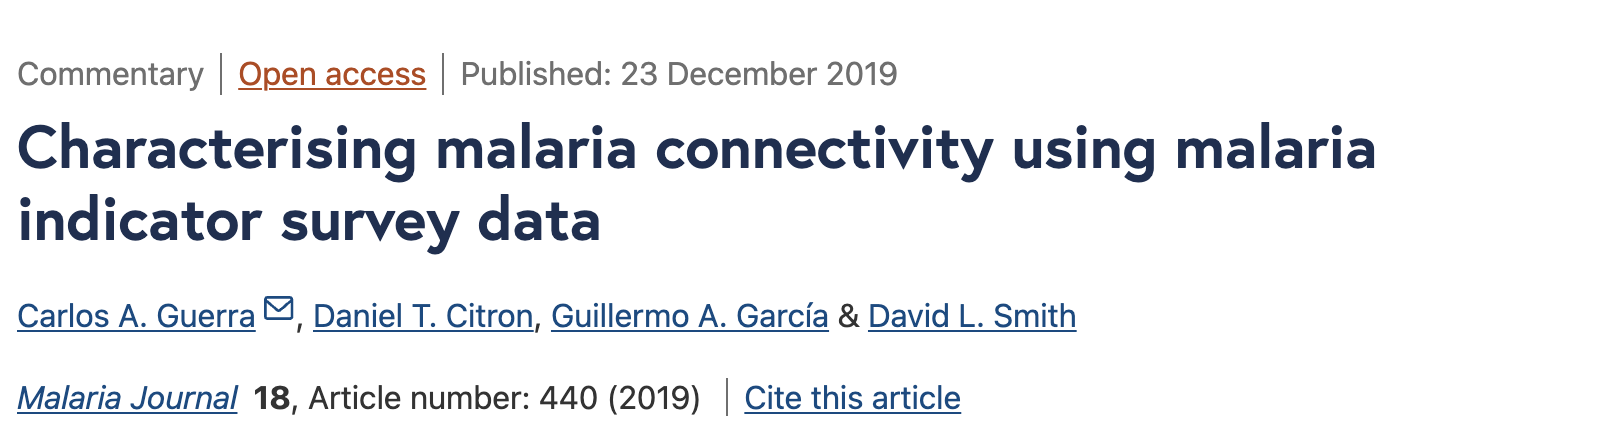 Commentary | Open access | Published: 23 December 2019
Characterising malaria connectivity using malaria
indicator survey data
Carlos A. Guerra, Daniel T. Citron, Guillermo A. García & David L. Smith
Malaria Journal 18, Article number: 440 (2019) | Cite this article